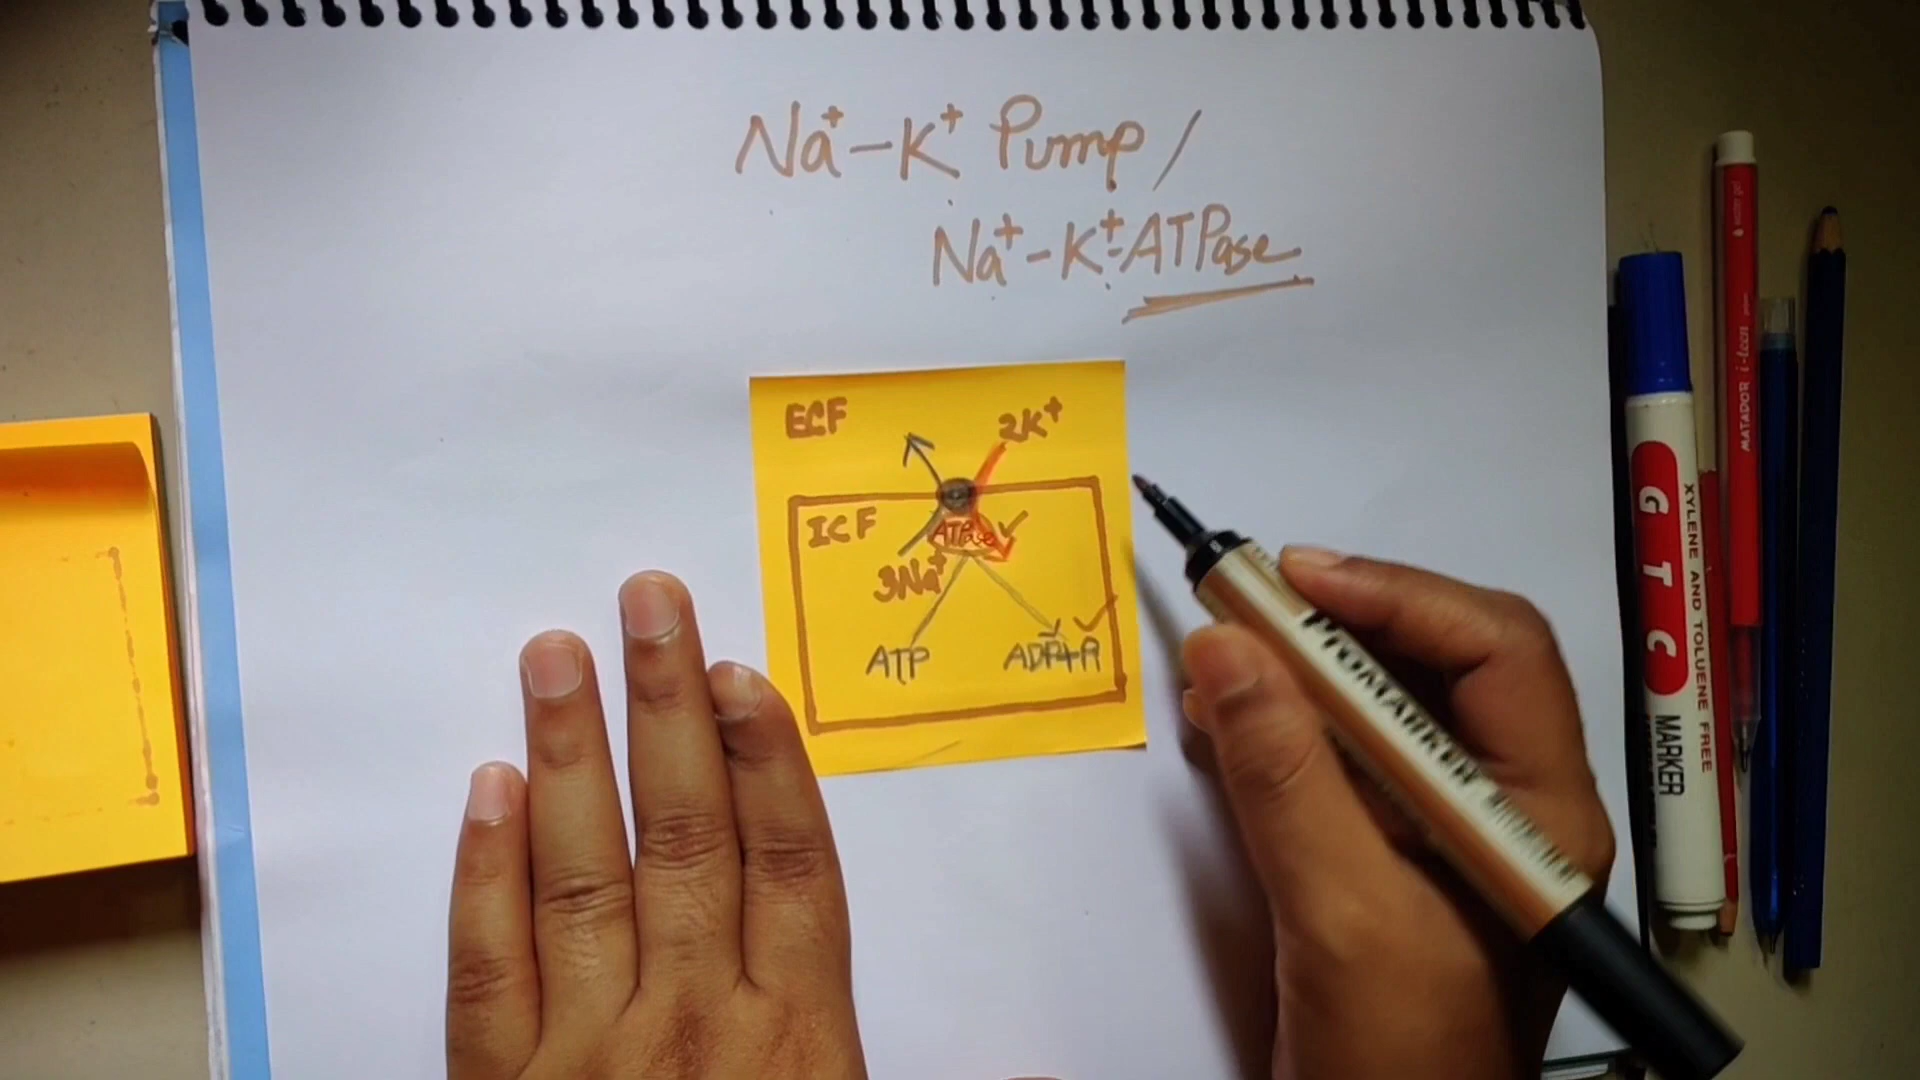 Na⁺-K⁺ Pump /
Na⁺-K⁺-ATPase
ECF
2K⁺
ICF
ATPase
3Na⁺
ATP
ADP+Pi
GTC
XYLENE AND TOLUENE FREE
MARKER
MATADOR i-teen